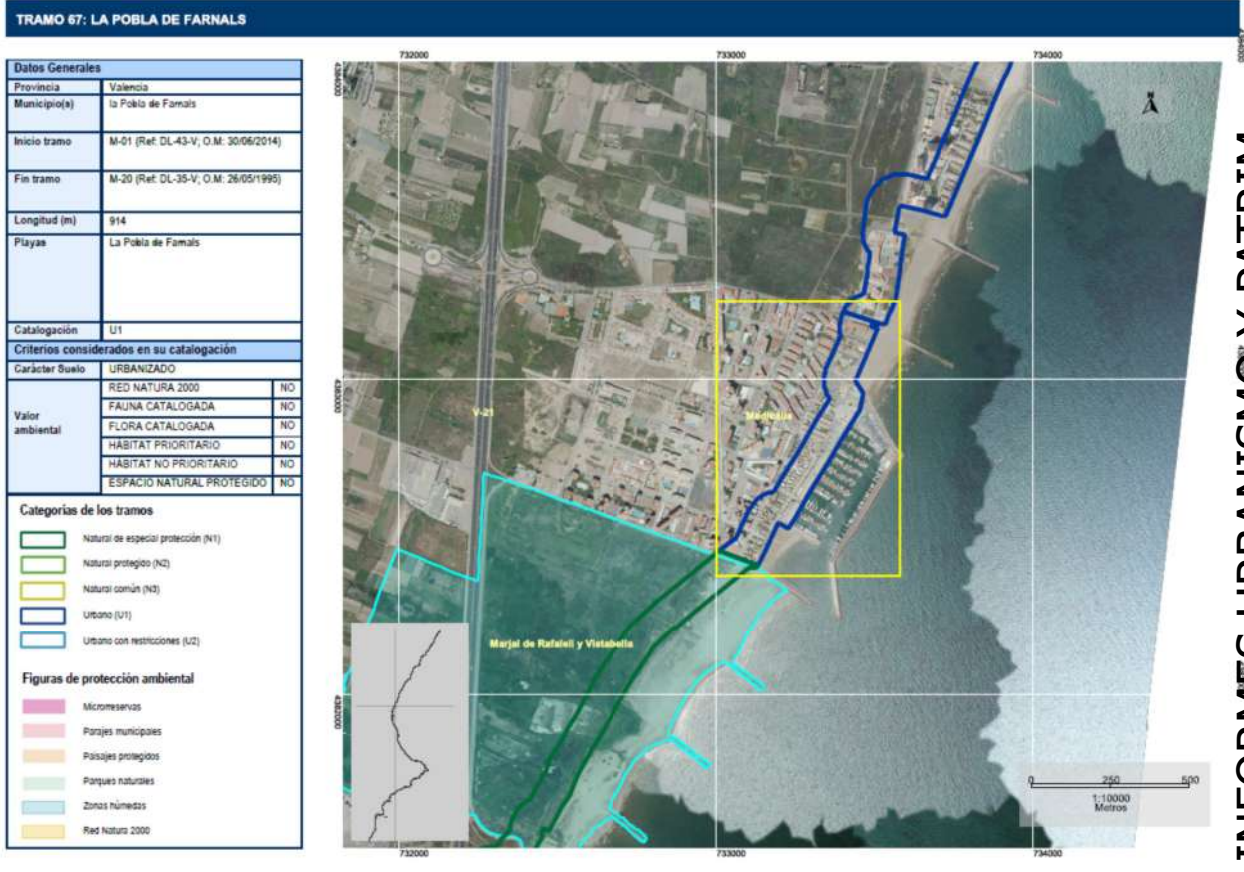 TRAMO 67: LA POBLA DE FARNALS
Datos Generales
Provincia Valencia
Municipio(s) la Pobla de Farnals
Inicio tramo M-01 (Ref: DL-43-V; O.M: 30/06/2014)
Fin tramo M-20 (Ref: DL-35-V; O.M: 26/05/1995)
Longitud (m) 914
Playas La Pobla de Farnals
Catalogación U1
Criterios considerados en su catalogación
Carácter Suelo URBANIZADO
Valor ambiental
RED NATURA 2000 NO
FAUNA CATALOGADA NO
FLORA CATALOGADA NO
HÁBITAT PRIORITARIO NO
HÁBITAT NO PRIORITARIO NO
ESPACIO NATURAL PROTEGIDO NO
Categorías de los tramos
Natural de especial protección (N1)
Natural protegido (N2)
Natural común (N3)
Urbano (U1)
Urbano con restricciones (U2)
Figuras de protección ambiental
Microrreservas
Parajes municipales
Paisajes protegidos
Parques naturales
Zonas húmedas
Red Natura 2000
732000 733000 734000
4384000
4383000
4382000
N
V-21
Marjal de Rafalell y Vistabella
0 250 500
1:10000
Metros
732000 733000 734000
4384000